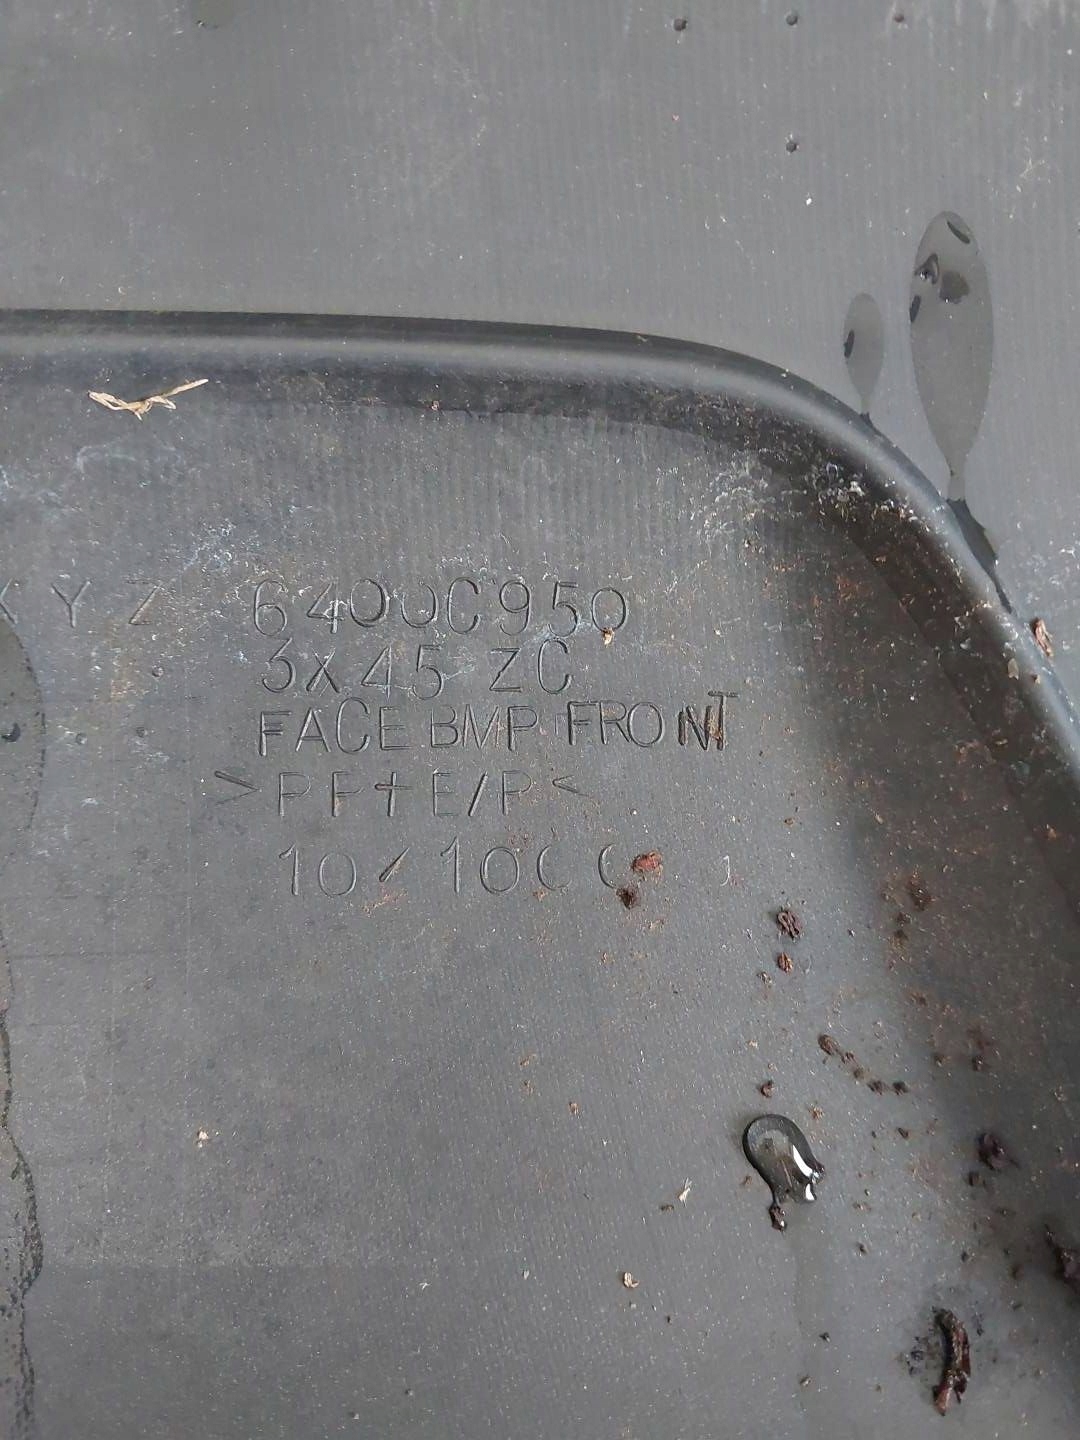 Y Z 6400C950
3X45 ZC
FACE BMP FRONT
>PP+E/P<